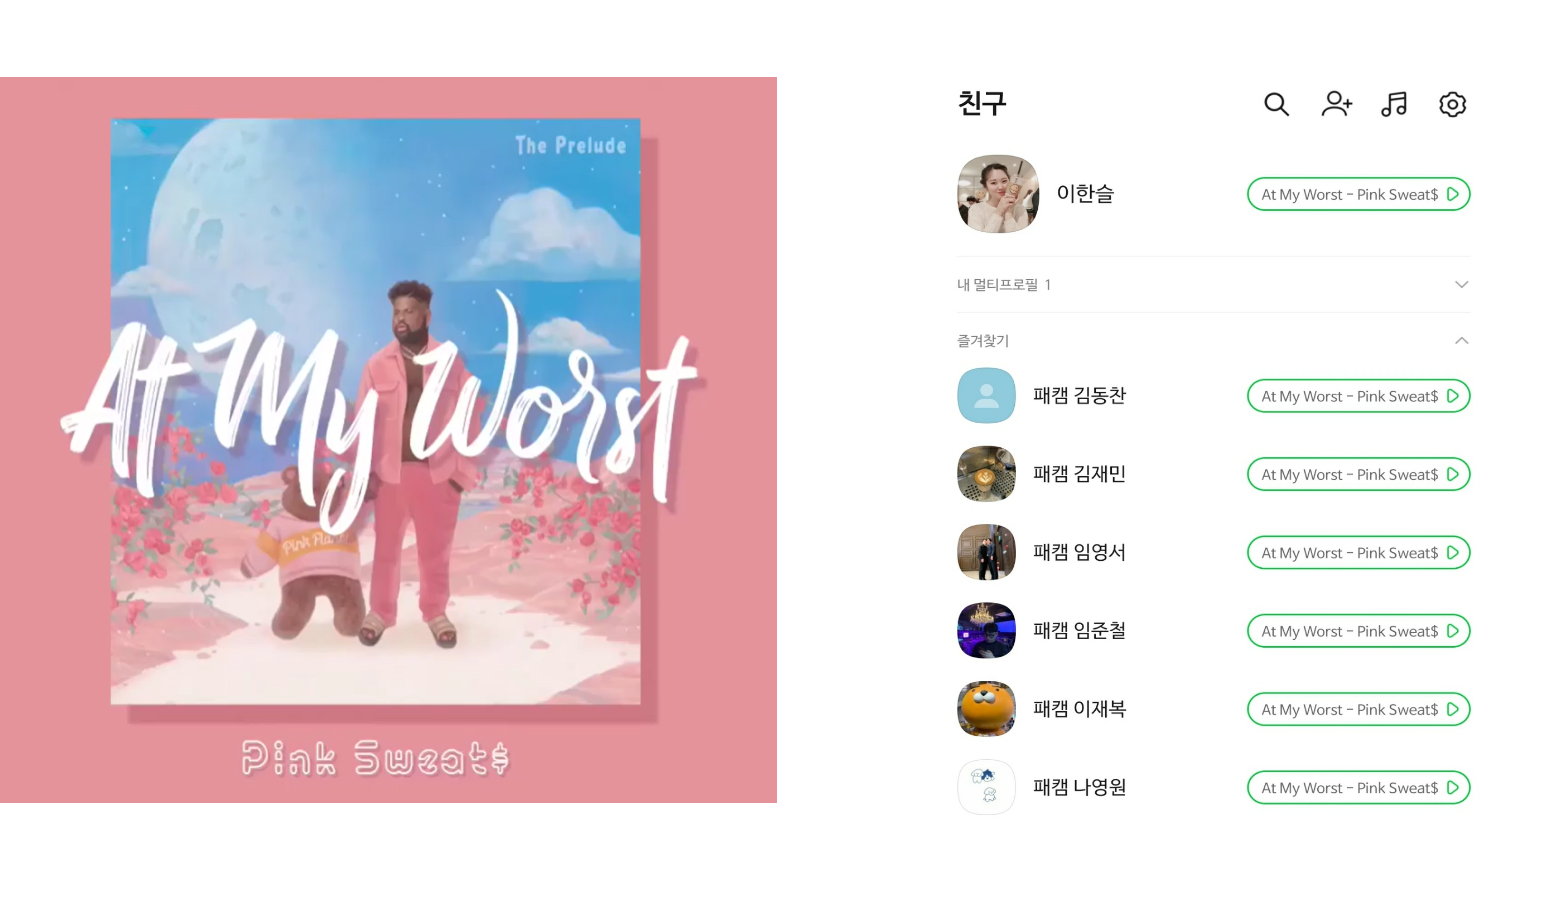 The Prelude
At My Worst
Pink Planet
Pink Sweat$
친구
이한슬
At My Worst - Pink Sweat$
내 멀티프로필 1
즐겨찾기
패캠 김동찬
At My Worst - Pink Sweat$
패캠 김재민
At My Worst - Pink Sweat$
패캠 임영서
At My Worst - Pink Sweat$
패캠 임준철
At My Worst - Pink Sweat$
패캠 이재복
At My Worst - Pink Sweat$
패캠 나영원
At My Worst - Pink Sweat$